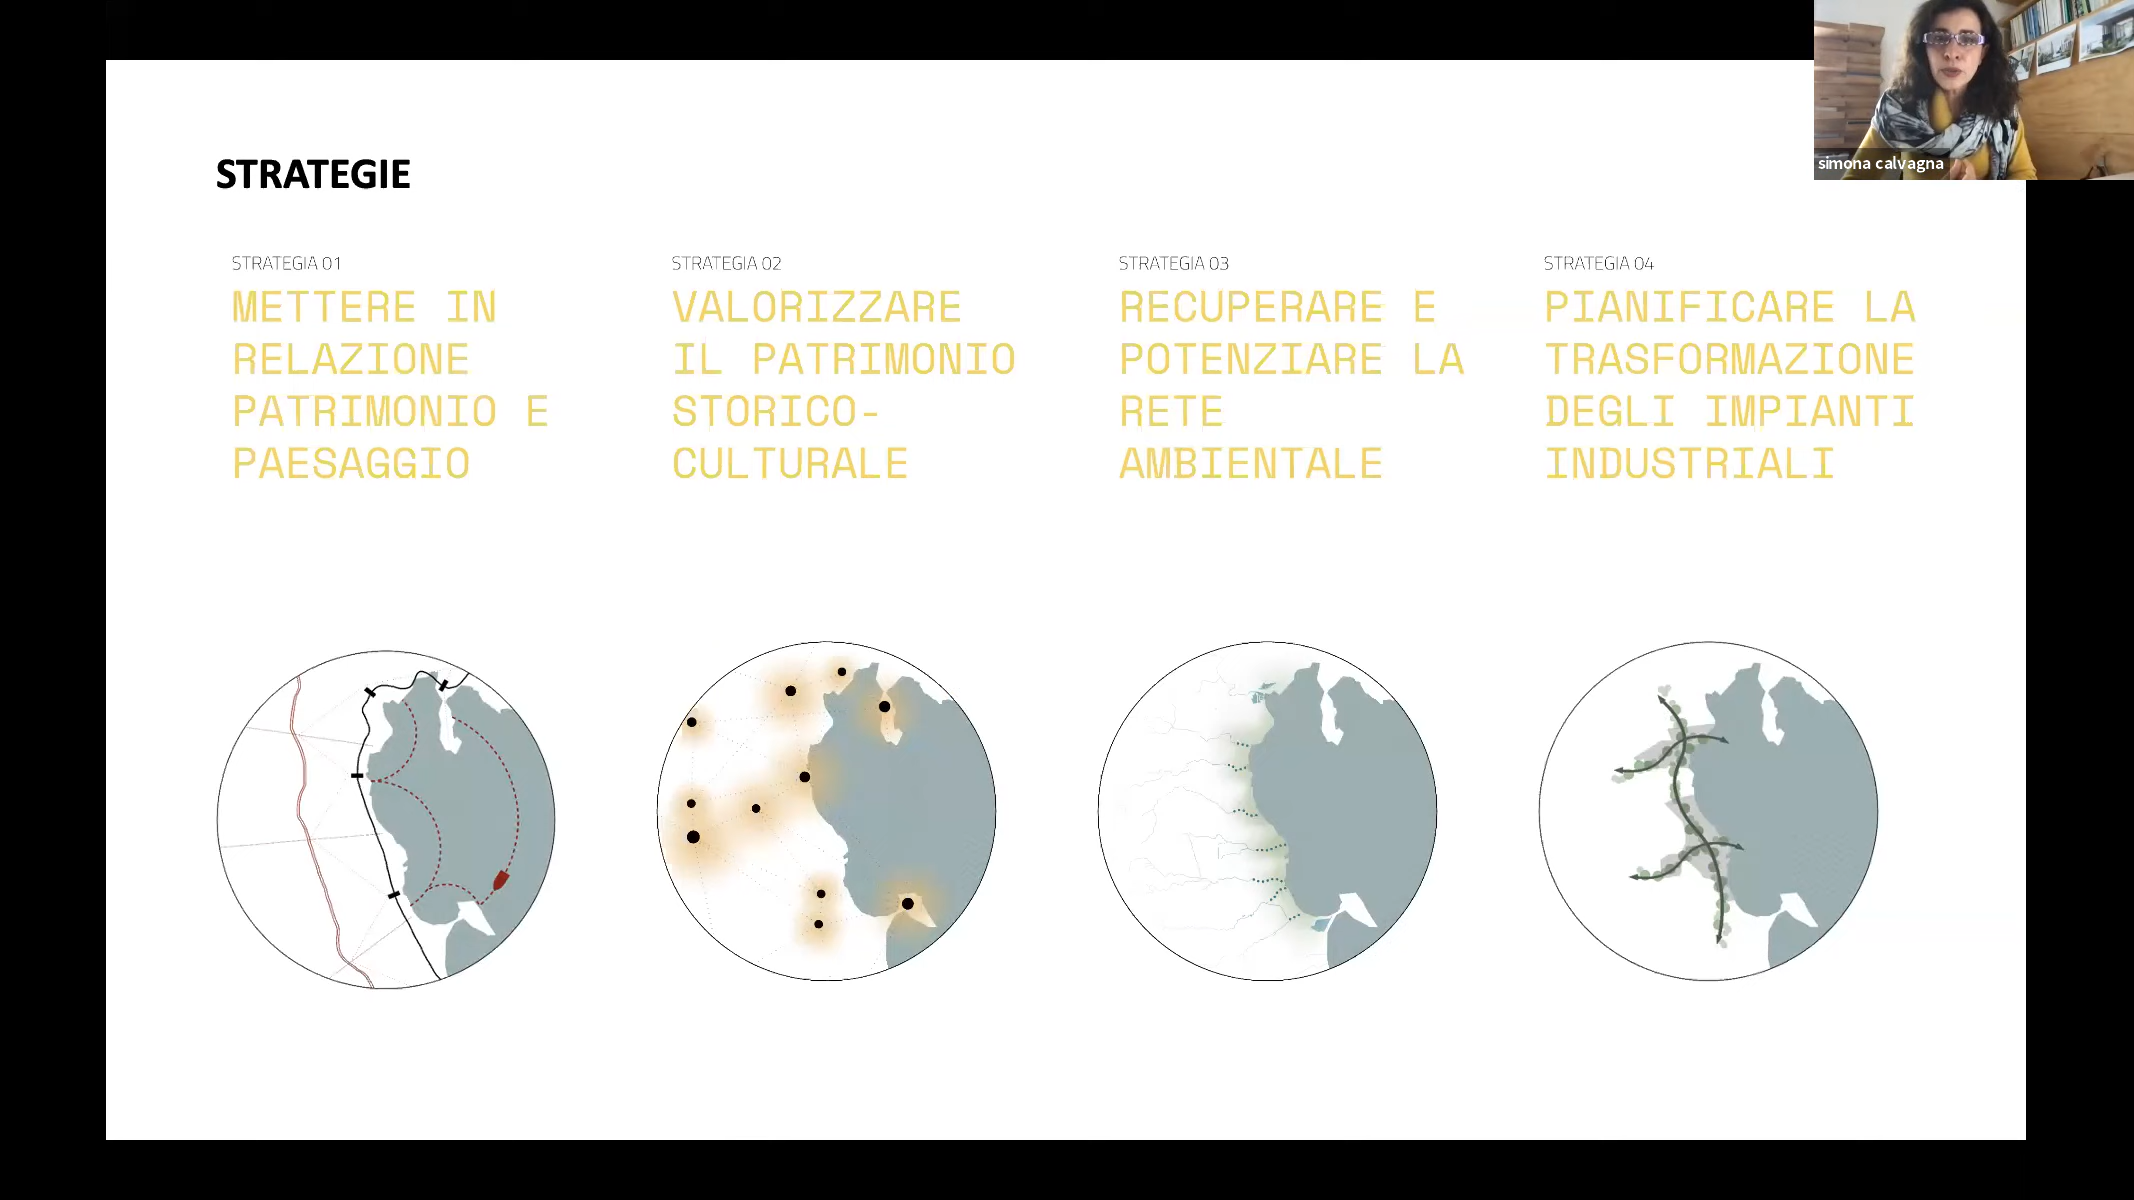 simona calvagna
STRATEGIE
STRATEGIA 01
METTERE IN
RELAZIONE
PATRIMONIO E
PAESAGGIO
STRATEGIA 02
VALORIZZARE
IL PATRIMONIO
STORICO-
CULTURALE
STRATEGIA 03
RECUPERARE E
POTENZIARE LA
RETE
AMBIENTALE
STRATEGIA 04
PIANIFICARE LA
TRASFORMAZIONE
DEGLI IMPIANTI
INDUSTRIALI